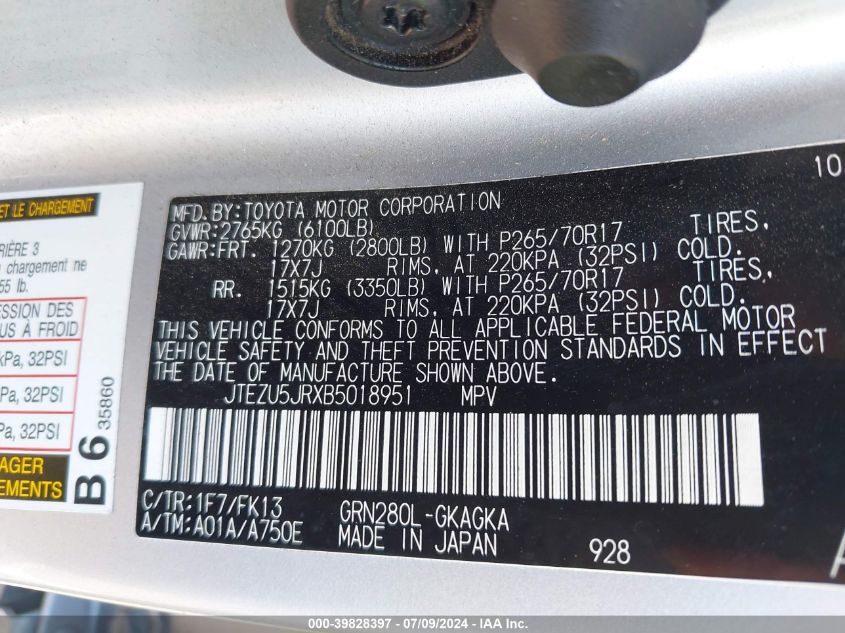 ET LE CHARGEMENT
RIÈRE 3
chargement ne
55 lb.
ESSION DES
US À FROID
kPa, 32PSI
Pa, 32PSI
Pa, 32PSI
AGER
EMENTS
B 6 35860
10
MFD. BY: TOYOTA MOTOR CORPORATION
GVWR: 2765KG (6100LB)
GAWR: FRT. 1270KG (2800LB) WITH P265/70R17 TIRES,
17X7J RIMS, AT 220KPA (32PSI) COLD.
RR. 1515KG (3350LB) WITH P265/70R17 TIRES,
17X7J RIMS, AT 220KPA (32PSI) COLD.
THIS VEHICLE CONFORMS TO ALL APPLICABLE FEDERAL MOTOR
VEHICLE SAFETY AND THEFT PREVENTION STANDARDS IN EFFECT
THE DATE OF MANUFACTURE SHOWN ABOVE.
JTEZU5JRXB5018951 MPV
C/TR: 1F7/FK13 GRN280L-GKAGKA
A/TM: A01A/A750E MADE IN JAPAN 928
000-39828397 - 07/09/2024 - IAA Inc.